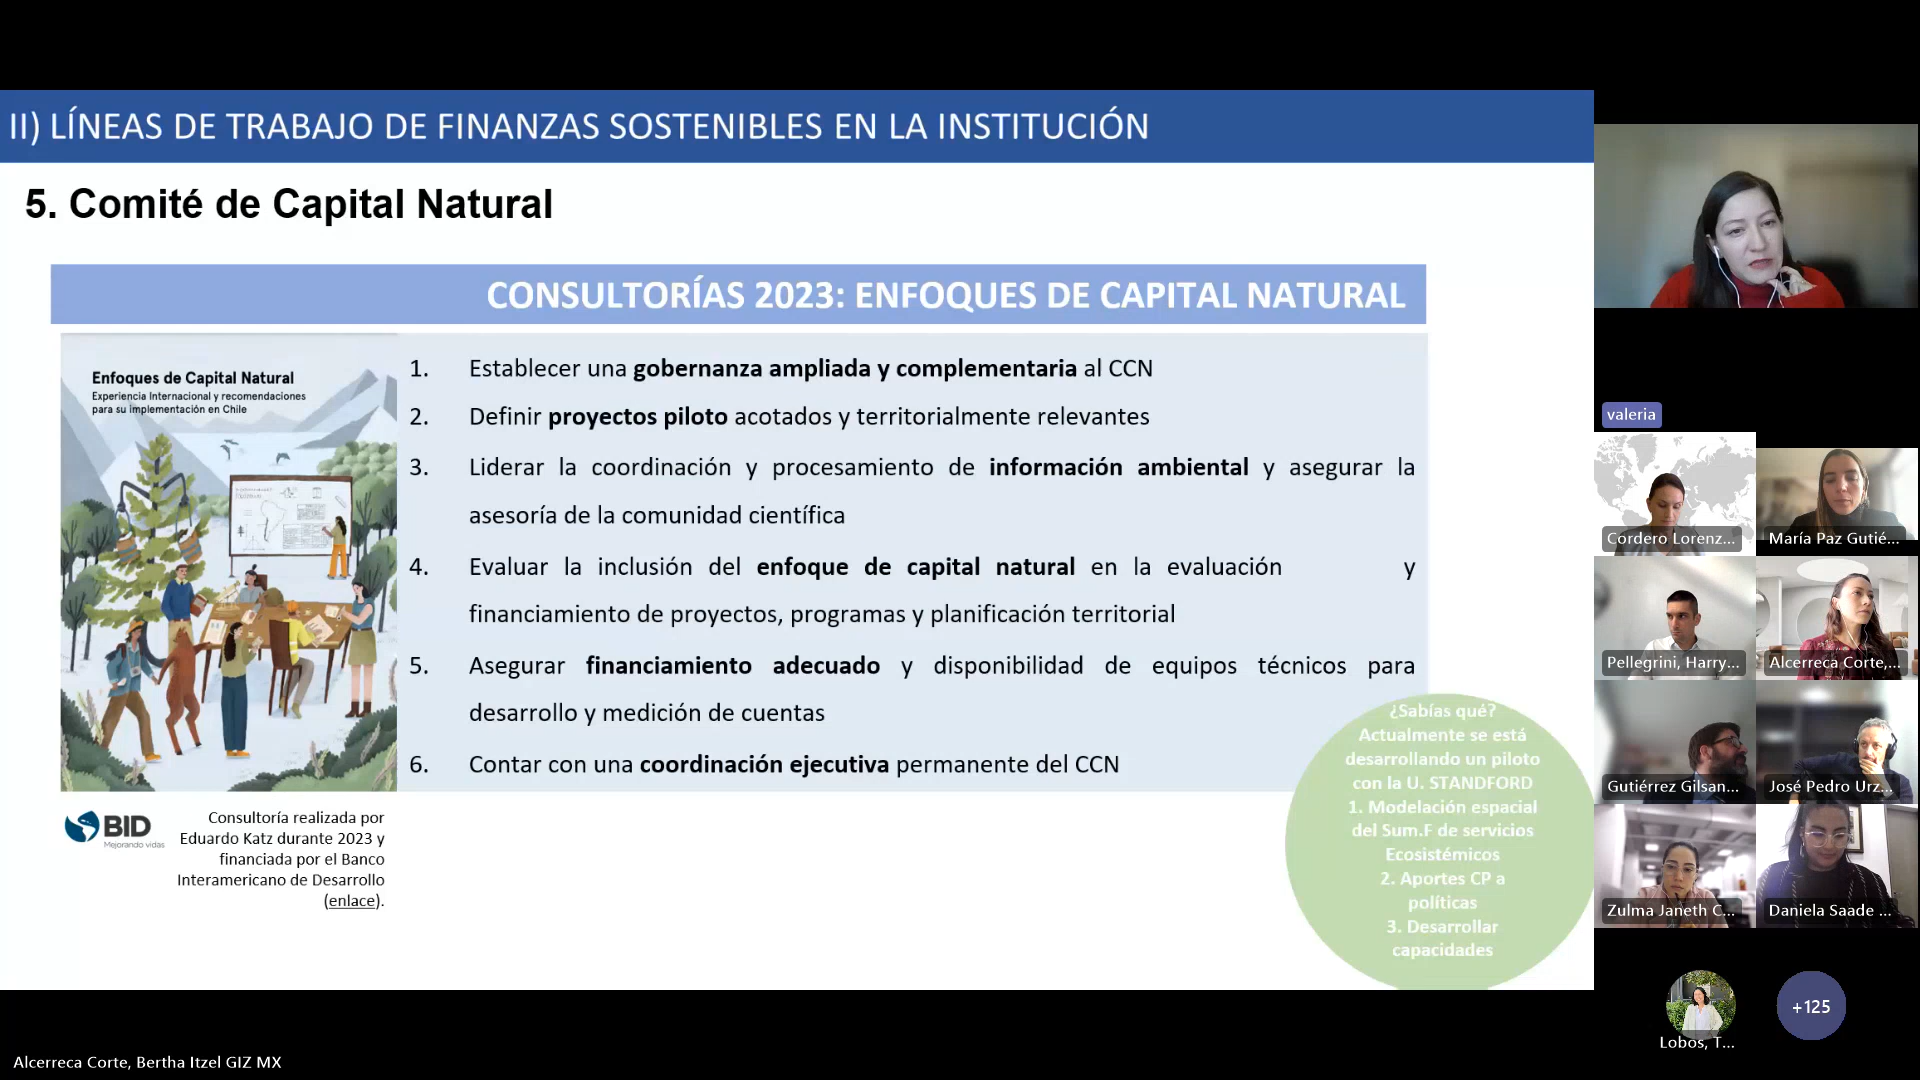 II) LÍNEAS DE TRABAJO DE FINANZAS SOSTENIBLES EN LA INSTITUCIÓN
5. Comité de Capital Natural
CONSULTORÍAS 2023: ENFOQUES DE CAPITAL NATURAL
Enfoques de Capital Natural
Experiencia Internacional y recomendaciones
para su implementación en Chile
1. Establecer una gobernanza ampliada y complementaria al CCN
2. Definir proyectos piloto acotados y territorialmente relevantes
3. Liderar la coordinación y procesamiento de información ambiental y asegurar la
asesoría de la comunidad científica
4. Evaluar la inclusión del enfoque de capital natural en la evaluación y
financiamiento de proyectos, programas y planificación territorial
5. Asegurar financiamiento adecuado y disponibilidad de equipos técnicos para
desarrollo y medición de cuentas
6. Contar con una coordinación ejecutiva permanente del CCN
BID
Mejorando vidas
Consultoría realizada por
Eduardo Katz durante 2023 y
financiada por el Banco
Interamericano de Desarrollo
(enlace).
¿Sabías qué?
Actualmente se está
desarrollando un piloto
con la U. STANDFORD
1. Modelación espacial
del Sum.F de servicios
Ecosistémicos
2. Aportes CP a
políticas
3. Desarrollar
capacidades
valeria
Cordero Lorenz...
María Paz Gutié...
Pellegrini, Harry...
Alcerreca Corte,...
Gutiérrez Gilsan...
José Pedro Urz...
Zulma Janeth C...
Daniela Saade ...
Lobos, T...
+125
Alcerreca Corte, Bertha Itzel GIZ MX